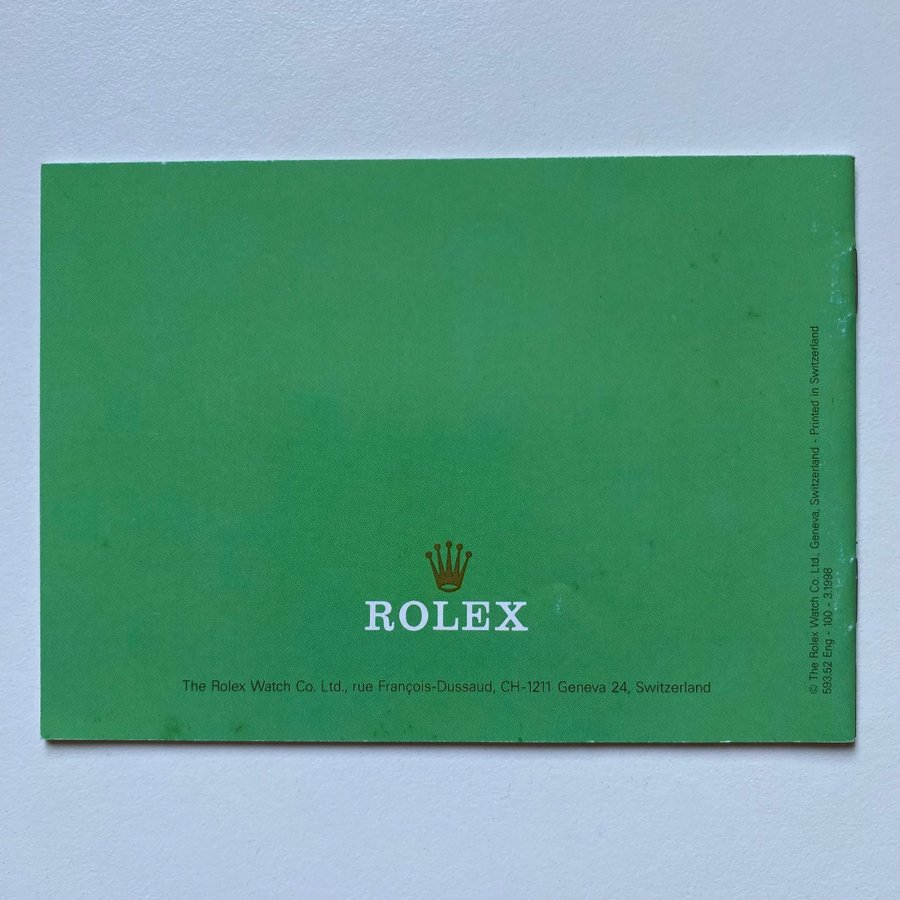 ROLEX
The Rolex Watch Co. Ltd., rue François-Dussaud, CH-1211 Geneva 24, Switzerland
© The Rolex Watch Co. Ltd., Geneva, Switzerland - Printed in Switzerland
593.52 Eng - 100 - 3.1998